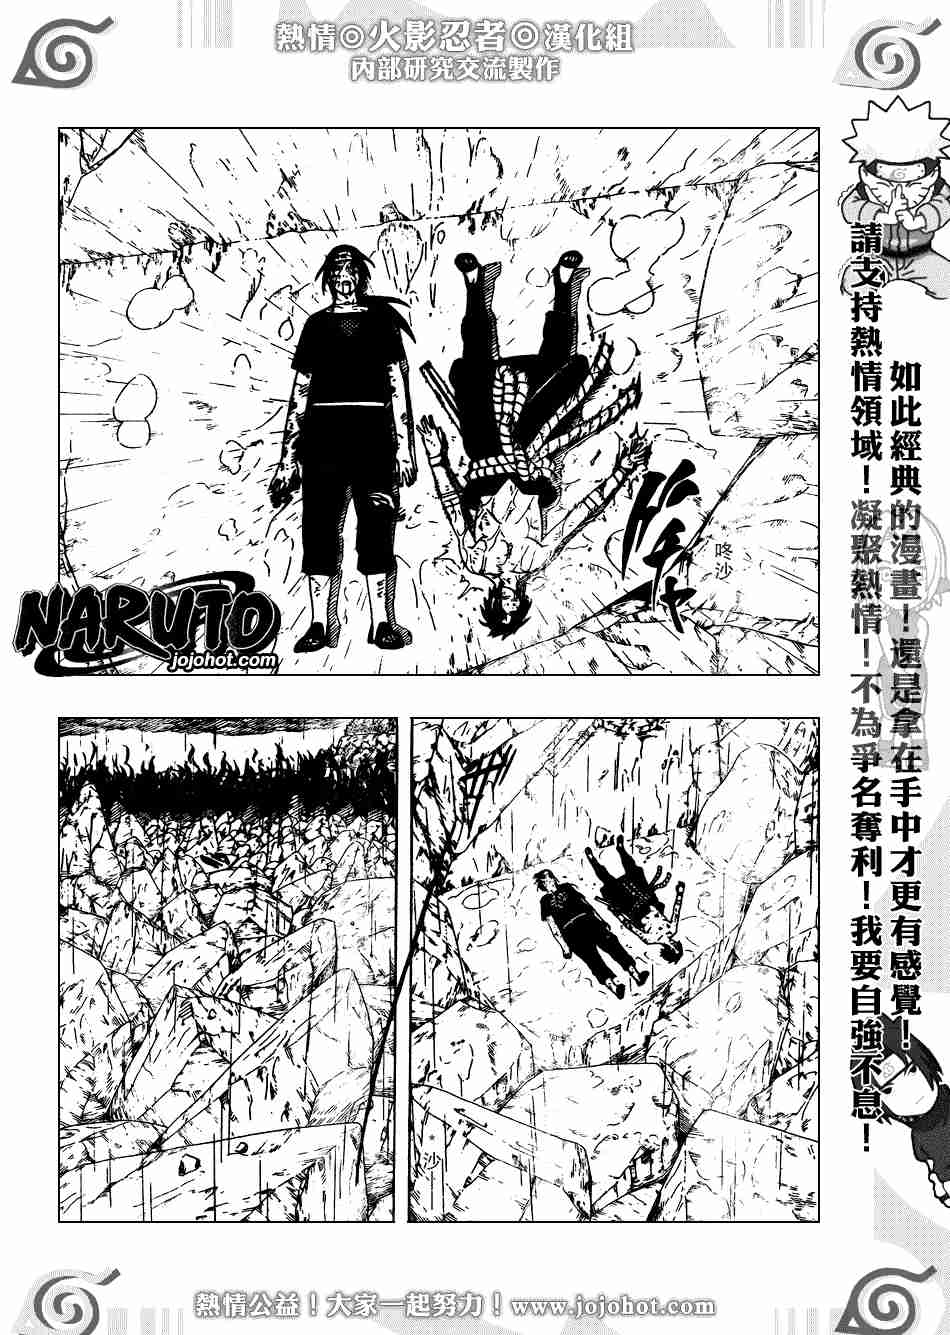 熱情◎火影忍者◎漢化組
內部研究交流製作
如此經典的漫畫！還是拿在手中才更有感覺！
請支持熱情領域！凝聚熱情！不為爭名奪利！我要自強不息！
咚沙
NARUTO
jojohot.com
沙
熱情公益！大家一起努力！www.jojohot.com